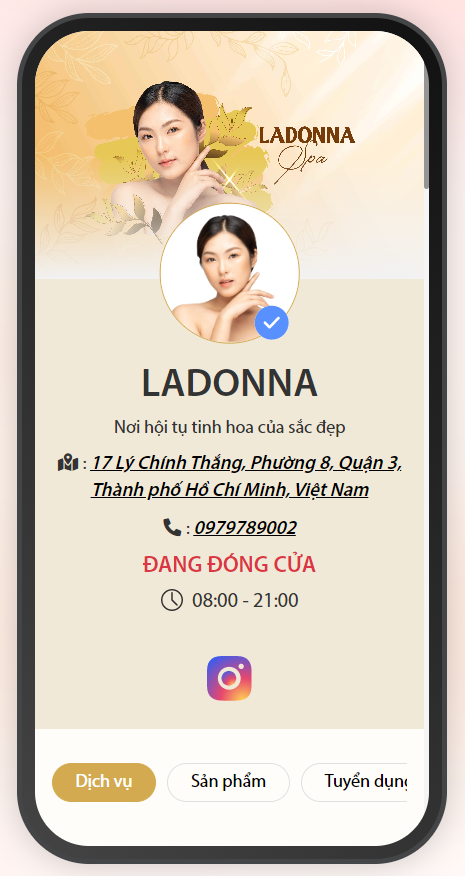 LADONNA
Spa
LADONNA
Nơi hội tụ tinh hoa của sắc đẹp
: 17 Lý Chính Thắng, Phường 8, Quận 3,
Thành phố Hồ Chí Minh, Việt Nam
: 0979789002
ĐANG ĐÓNG CỬA
08:00 - 21:00
Dịch vụ
Sản phẩm
Tuyển dụng